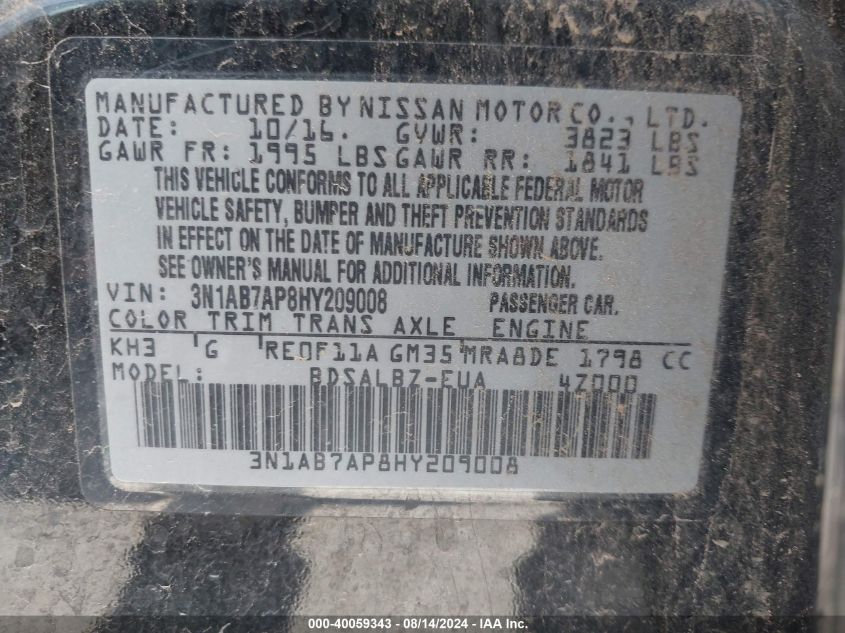 MANUFACTURED BY NISSAN MOTOR CO., LTD.
DATE: 10/16. GVWR: 3823 LBS
GAWR FR: 1995 LBS GAWR RR: 1841 LBS
THIS VEHICLE CONFORMS TO ALL APPLICABLE FEDERAL MOTOR
VEHICLE SAFETY, BUMPER AND THEFT PREVENTION STANDARDS
IN EFFECT ON THE DATE OF MANUFACTURE SHOWN ABOVE.
SEE OWNER'S MANUAL FOR ADDITIONAL INFORMATION.
VIN: 3N1AB7AP8HY209008 PASSENGER CAR.
COLOR TRIM TRANS AXLE ENGINE
KH3 G RE0F11A GM35 MRA8DE 1798 CC
MODEL: BDSALBZ-EUA 4Z000
3N1AB7AP8HY209008
000-40059343 - 08/14/2024 - IAA, Inc.